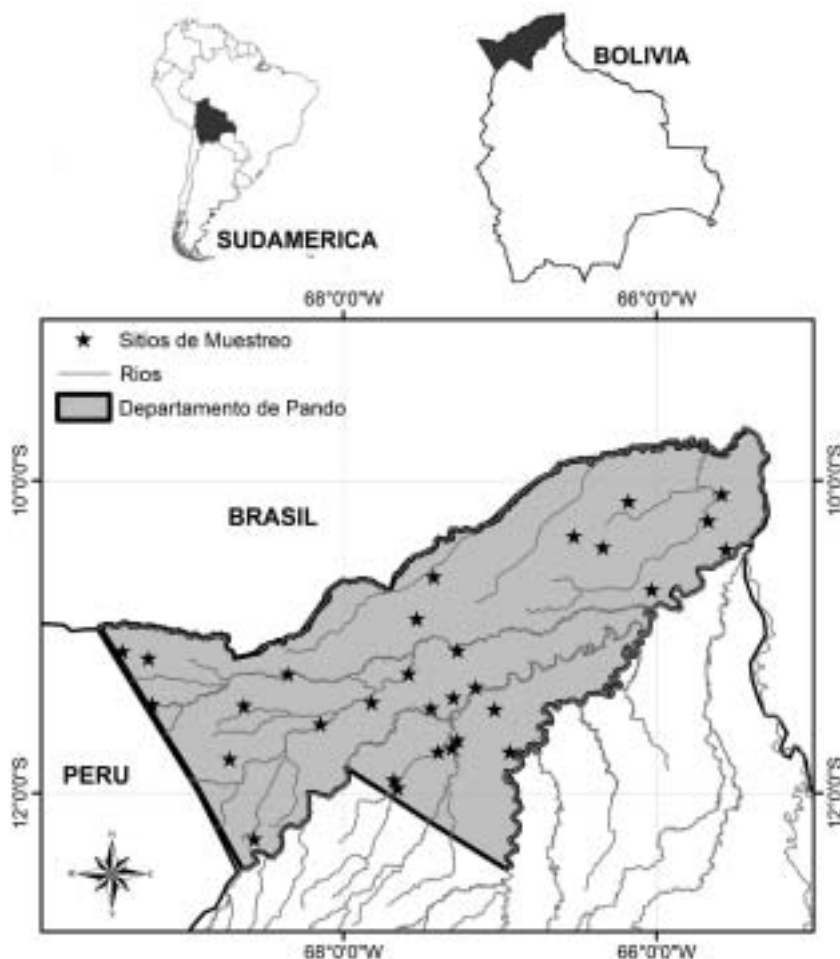 BOLIVIA
SUDAMERICA
68°0'0"W 66°0'0"W
Sitios de Muestreo
Rios
Departamento de Pando
10°0'0"S 10°0'0"S
BRASIL
PERU
12°0'0"S 12°0'0"S
68°0'0"W 66°0'0"W